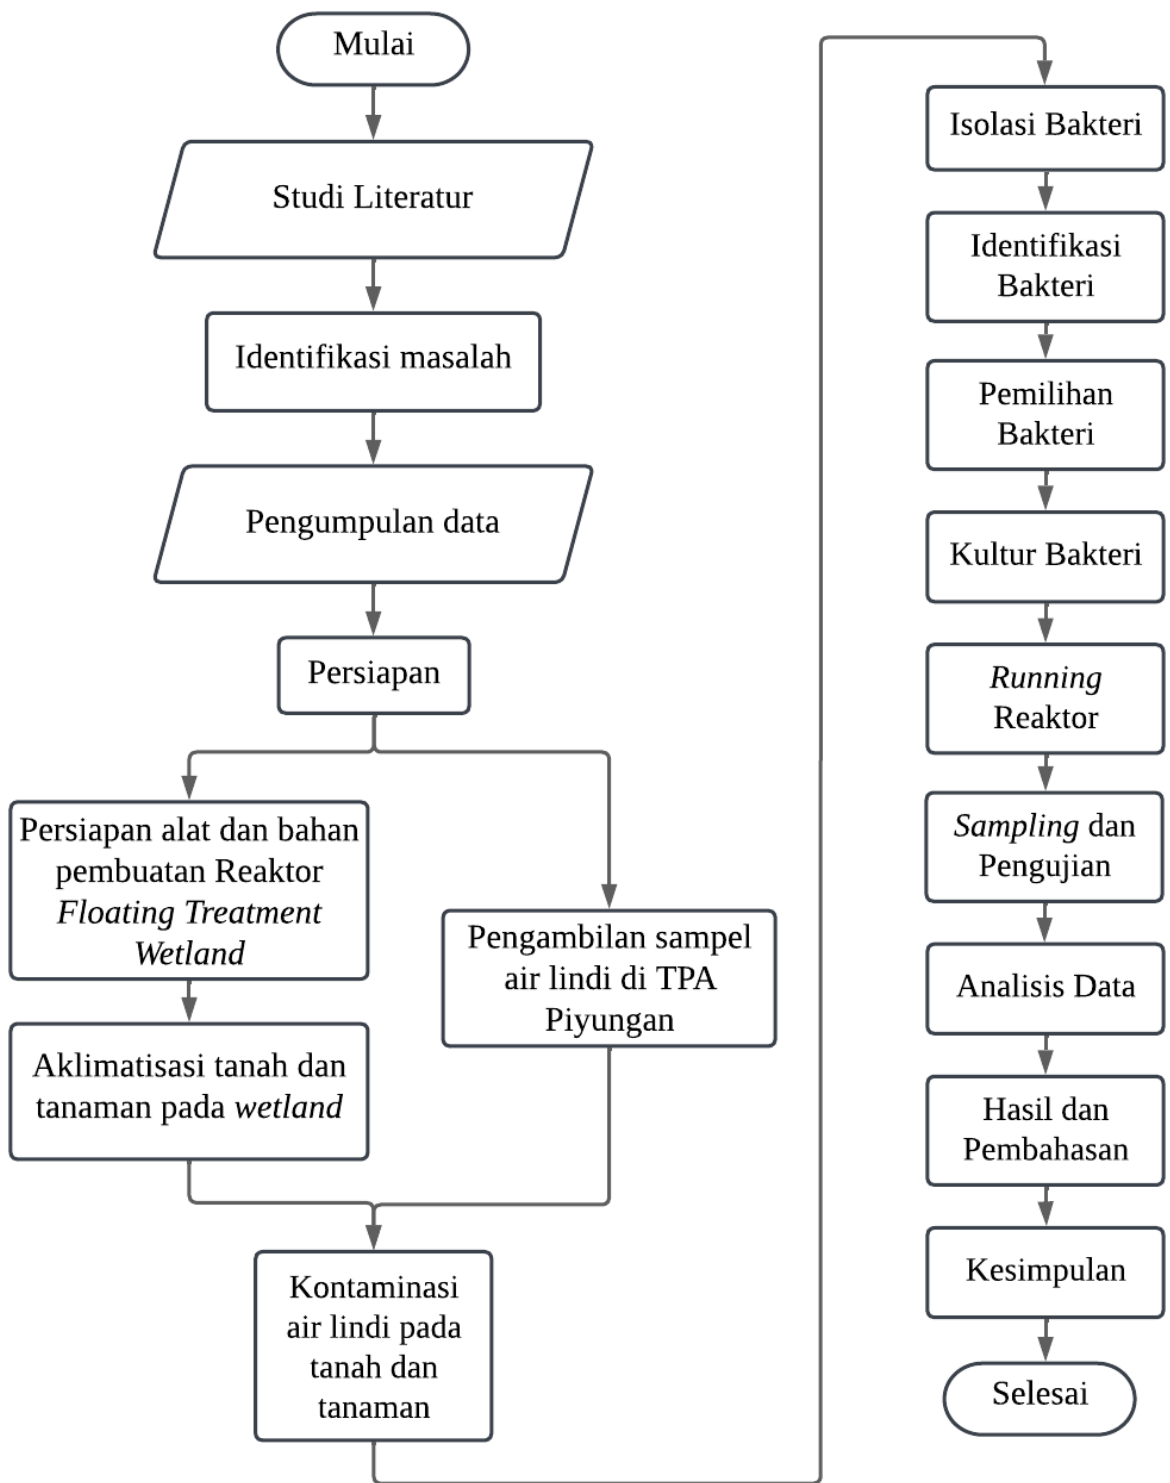 Mulai
Studi Literatur
Identifikasi masalah
Pengumpulan data
Persiapan
Persiapan alat dan bahan
pembuatan Reaktor
Floating Treatment
Wetland
Aklimatisasi tanah dan
tanaman pada wetland
Pengambilan sampel
air lindi di TPA
Piyungan
Kontaminasi
air lindi pada
tanah dan
tanaman
Isolasi Bakteri
Identifikasi
Bakteri
Pemilihan
Bakteri
Kultur Bakteri
Running
Reaktor
Sampling dan
Pengujian
Analisis Data
Hasil dan
Pembahasan
Kesimpulan
Selesai